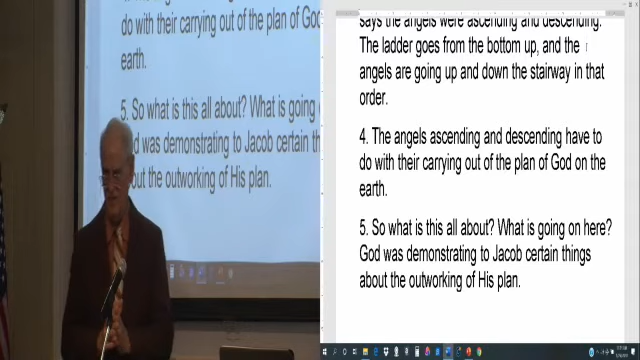 do with their carrying out of the plan of God
earth.
5. So what is this all about? What is going
was demonstrating to Jacob certain
out the outworking of His plan.
says the angels were ascending and descending.
The ladder goes from the bottom up, and the
angels are going up and down the stairway in that
order.
4. The angels ascending and descending have to
do with their carrying out of the plan of God on the
earth.
5. So what is this all about? What is going on here?
God was demonstrating to Jacob certain things
about the outworking of His plan.